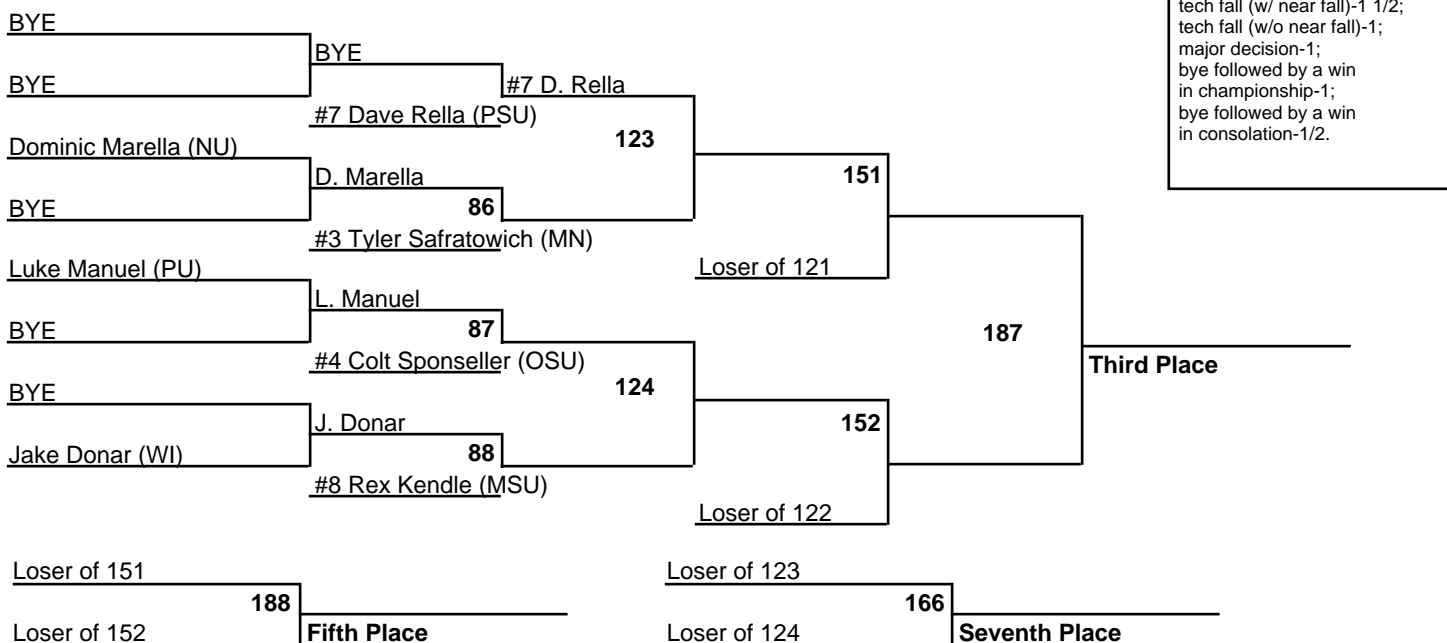 tech fall (w/ near fall)-1 1/2;
tech fall (w/o near fall)-1;
major decision-1;
bye followed by a win
in championship-1;
bye followed by a win
in consolation-1/2.
BYE
BYE
BYE
#7 D. Rella
#7 Dave Rella (PSU)
123
Dominic Marella (NU)
D. Marella
151
BYE
86
#3 Tyler Safratowich (MN)
Luke Manuel (PU)
Loser of 121
L. Manuel
BYE
87
187
#4 Colt Sponseller (OSU)
Third Place
BYE
124
J. Donar
152
Jake Donar (WI)
88
#8 Rex Kendle (MSU)
Loser of 122
Loser of 151
188
Loser of 152
Fifth Place
Loser of 123
166
Loser of 124
Seventh Place